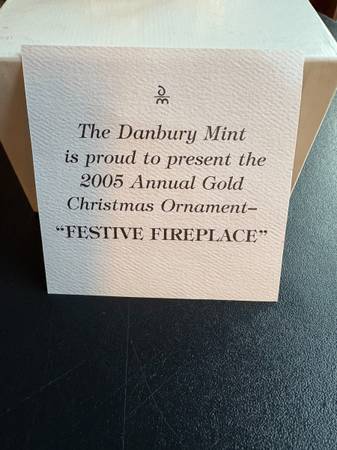 The Danbury Mint
is proud to present the
2005 Annual Gold
Christmas Ornament–
“FESTIVE FIREPLACE”